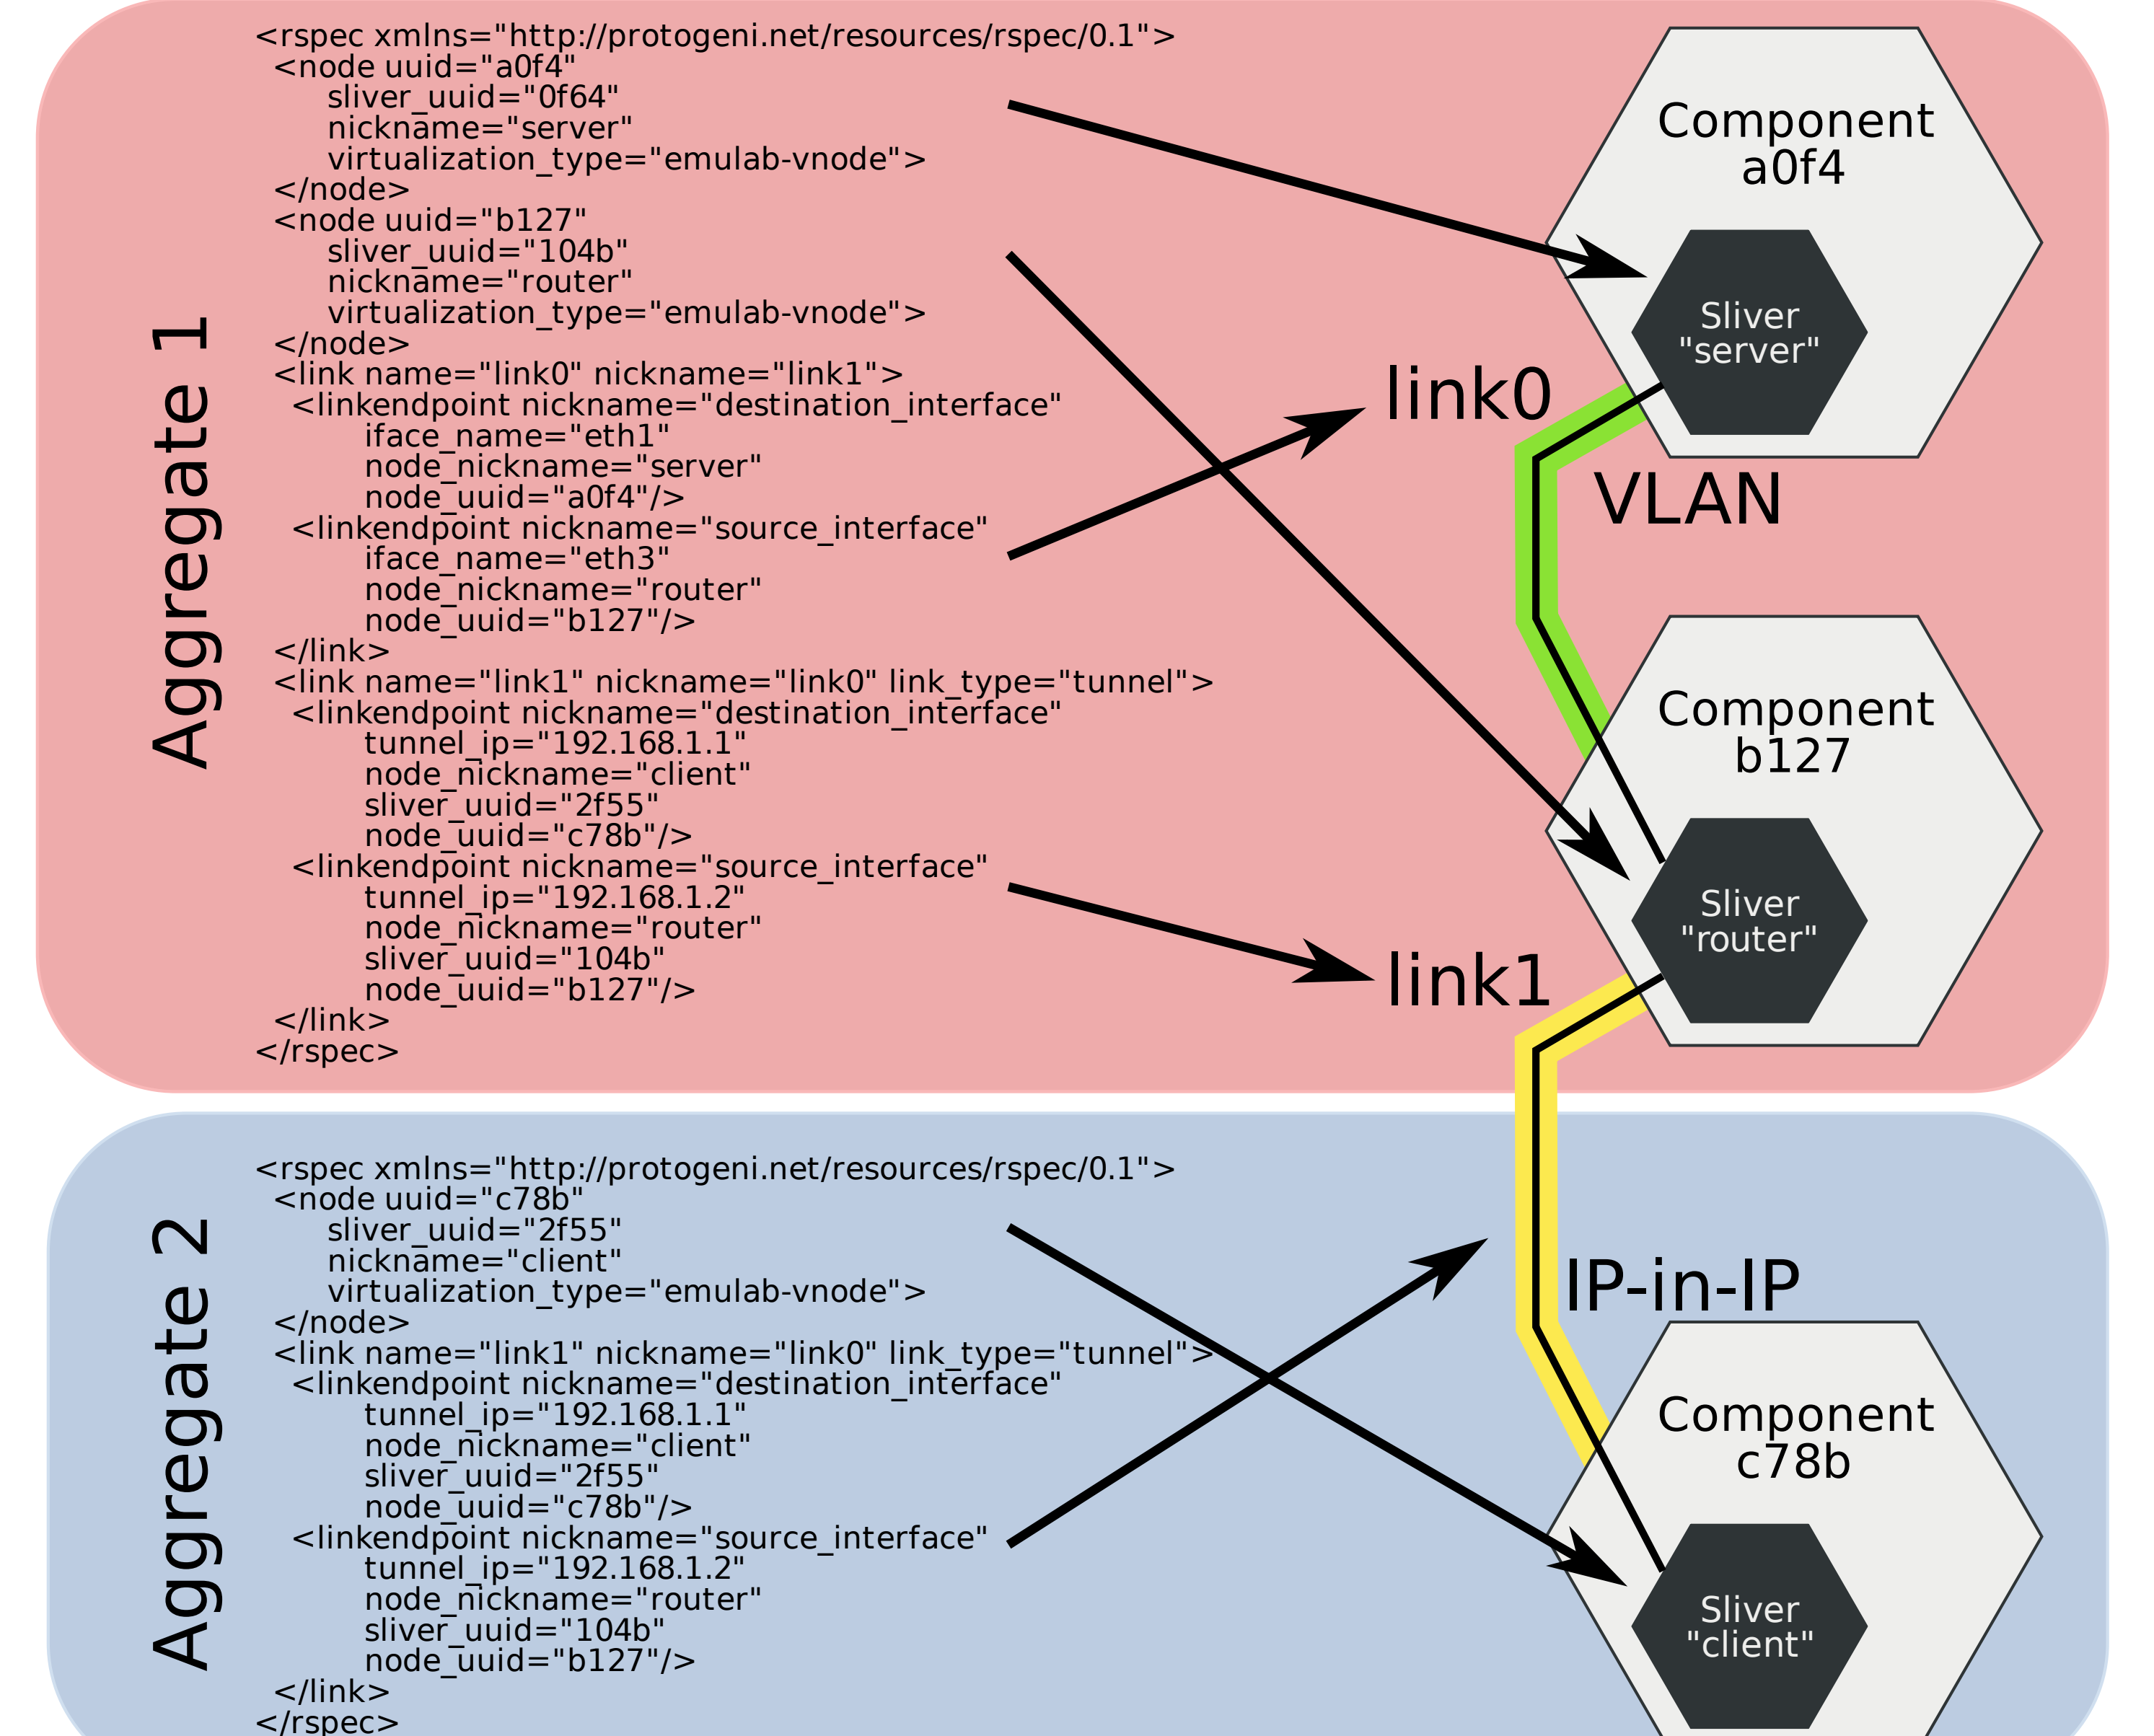 Aggregate 1
<rspec xmlns="http://protogeni.net/resources/rspec/0.1">
<node uuid="a0f4"
sliver_uuid="0f64"
nickname="server"
virtualization_type="emulab-vnode">
</node>
<node uuid="b127"
sliver_uuid="104b"
nickname="router"
virtualization_type="emulab-vnode">
</node>
<link name="link0" nickname="link1">
<linkendpoint nickname="destination_interface"
iface_name="eth1"
node_nickname="server"
node_uuid="a0f4"/>
<linkendpoint nickname="source_interface"
iface_name="eth3"
node_nickname="router"
node_uuid="b127"/>
</link>
<link name="link1" nickname="link0" link_type="tunnel">
<linkendpoint nickname="destination_interface"
tunnel_ip="192.168.1.1"
node_nickname="client"
sliver_uuid="2f55"
node_uuid="c78b"/>
<linkendpoint nickname="source_interface"
tunnel_ip="192.168.1.2"
node_nickname="router"
sliver_uuid="104b"
node_uuid="b127"/>
</link>
</rspec>
Component
a0f4
Sliver
"server"
link0
VLAN
Component
b127
Sliver
"router"
link1
Aggregate 2
<rspec xmlns="http://protogeni.net/resources/rspec/0.1">
<node uuid="c78b"
sliver_uuid="2f55"
nickname="client"
virtualization_type="emulab-vnode">
</node>
<link name="link1" nickname="link0" link_type="tunnel">
<linkendpoint nickname="destination_interface"
tunnel_ip="192.168.1.1"
node_nickname="client"
sliver_uuid="2f55"
node_uuid="c78b"/>
<linkendpoint nickname="source_interface"
tunnel_ip="192.168.1.2"
node_nickname="router"
sliver_uuid="104b"
node_uuid="b127"/>
</link>
</rspec>
IP-in-IP
Component
c78b
Sliver
"client"